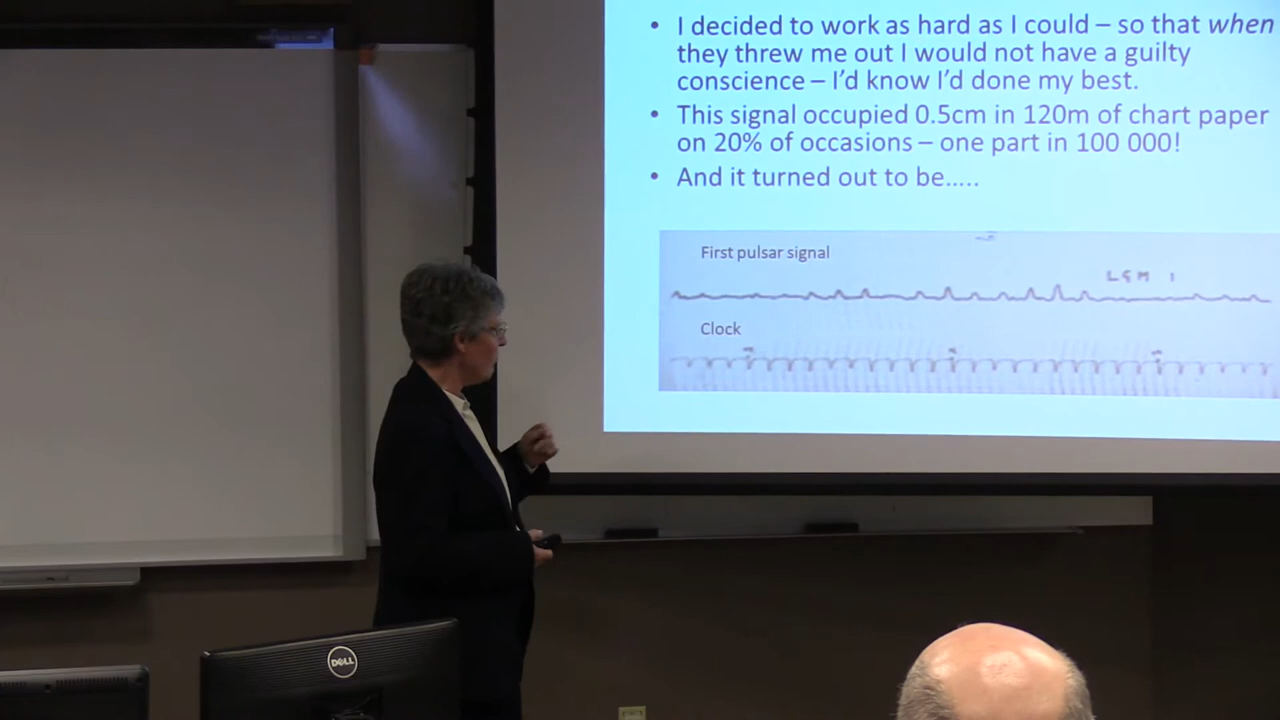 • I decided to work as hard as I could – so that when
they threw me out I would not have a guilty
conscience – I’d know I’d done my best.
• This signal occupied 0.5cm in 120m of chart paper
on 20% of occasions – one part in 100 000!
• And it turned out to be.....
First pulsar signal
LGM 1
Clock
DELL